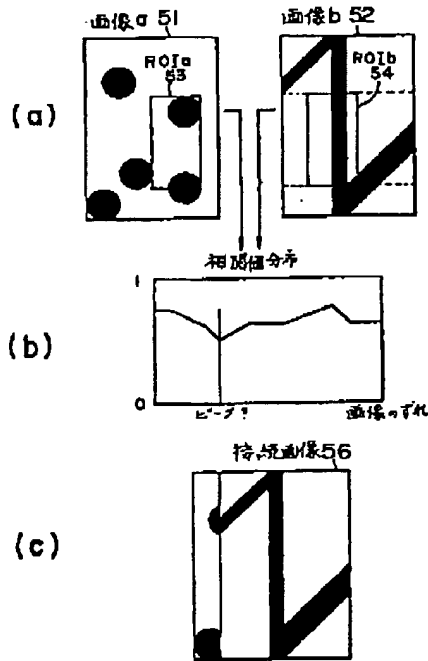 画像a 51
画像b 52
ROIa
53
ROIb
54
(a)
相関値分布
1
(b)
0
ピーク?
画像のずれ
接続画像56
(c)